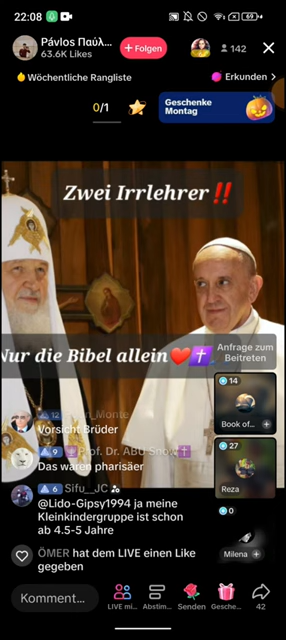 22:08
69
Pávlos Παύλ...
63.6K Likes
+ Folgen
142
Wöchentliche Rangliste
Erkunden >
0/1
Geschenke
Montag
Zwei Irrlehrer ‼️
Nur die Bibel allein❤️✝️
Anfrage zum
Beitreten
14
12
Monte
Vorsicht Brüder
Book of...
9 Prof. Dr. ABU Snow✝️
27
Das waren pharisäer
6 Sifu__JC
Reza
@Lido-Gipsy1994 ja meine
Kleinkindergruppe ist schon
ab 4.5-5 Jahre
0
ÖMER hat dem LIVE einen Like
gegeben
Milena +
Komment...
LIVE mi...
Abstim...
Senden
Gesche...
42